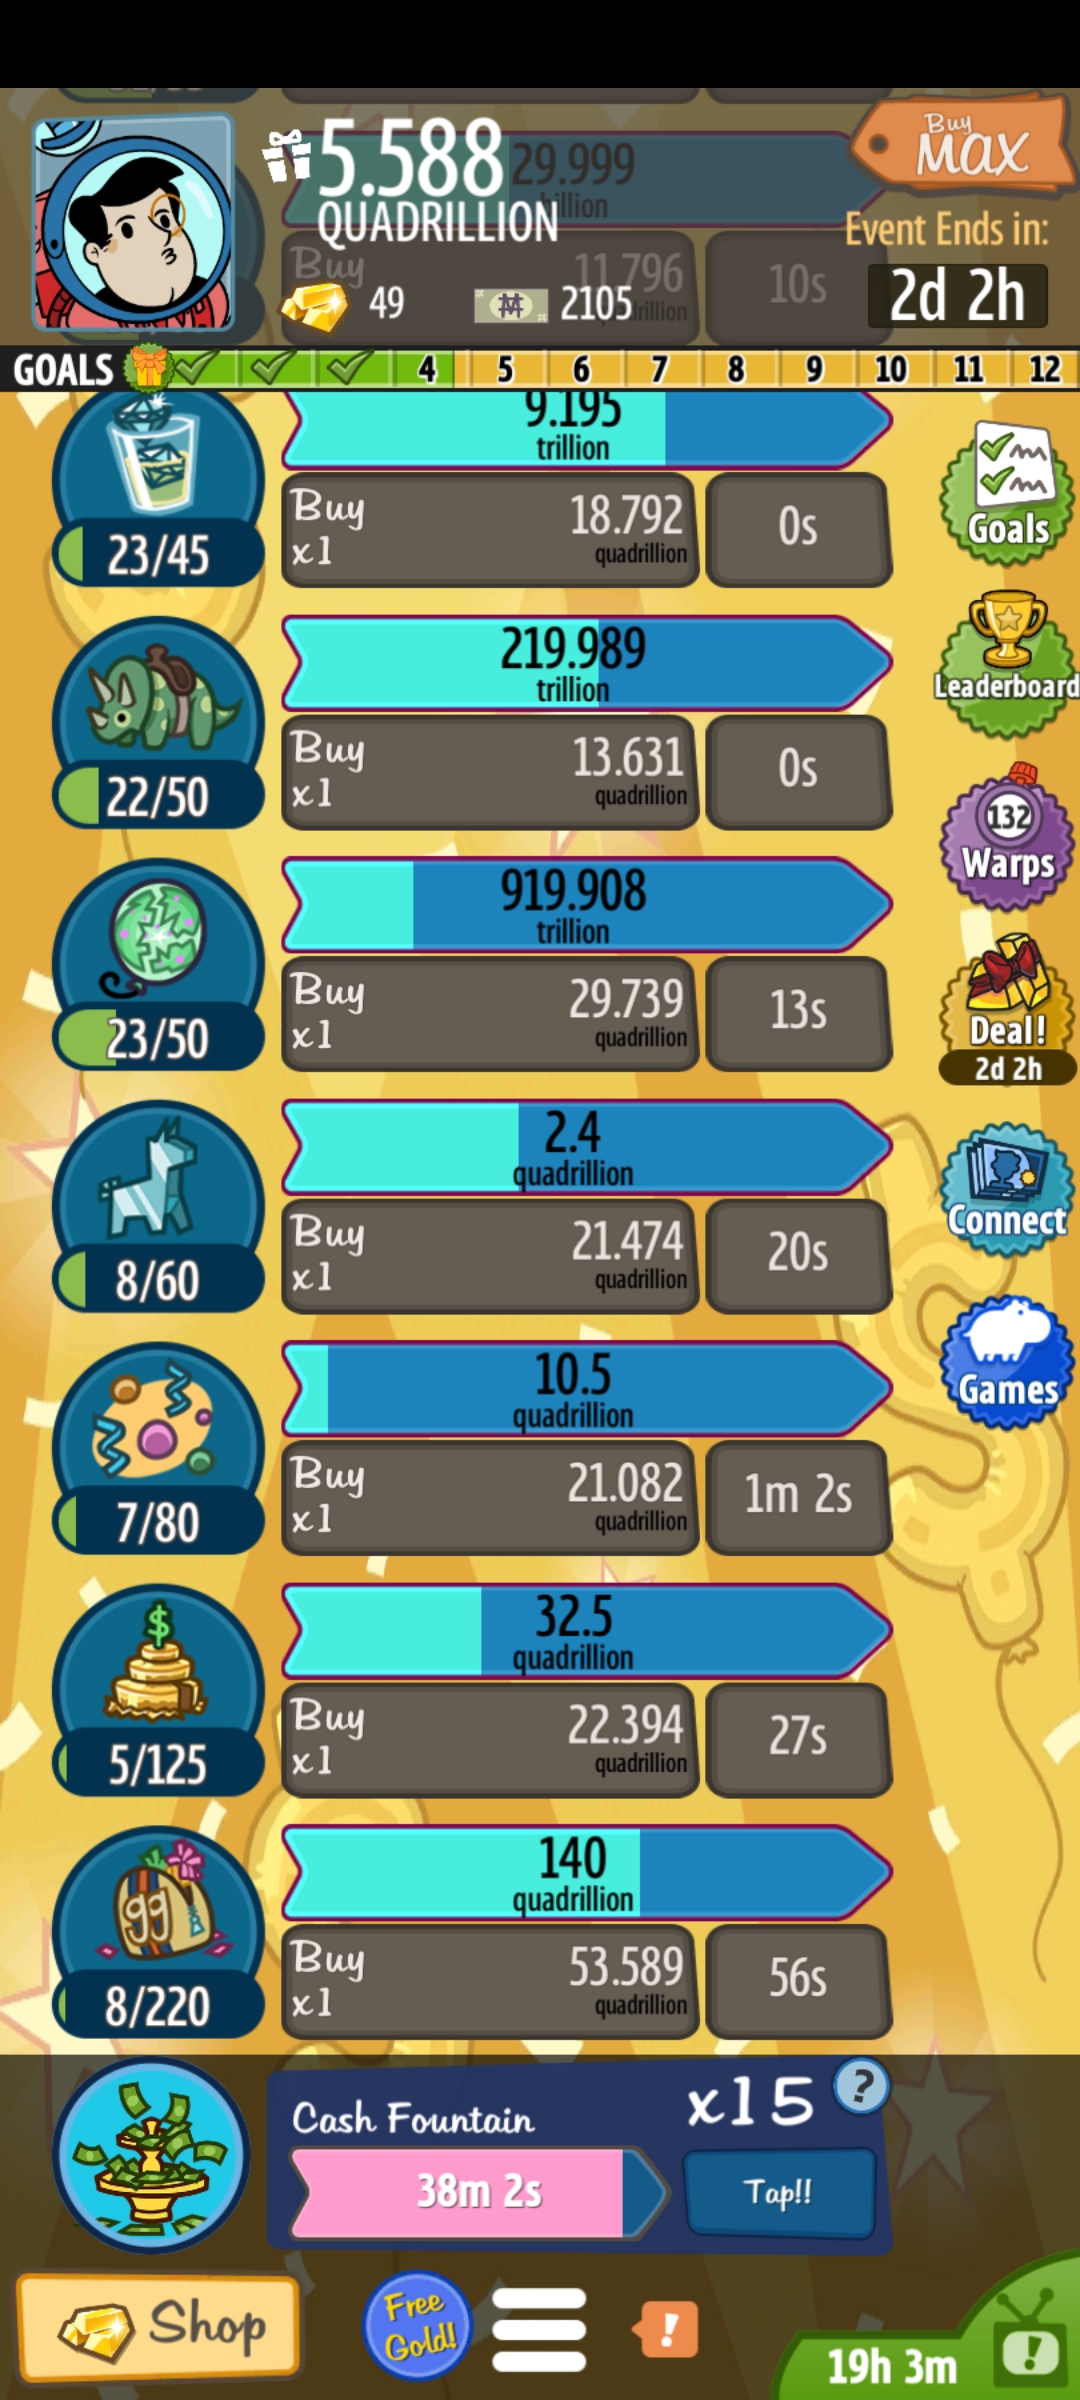 5.588
QUADRILLION
29.999
Buy
MAX
Event Ends in:
2d 2h
Buy
11.796
10s
49
2105
GOALS
4
5
6
7
8
9
10
11
12
9.195
trillion
23/45
Buy
x1
18.792
quadrillion
0s
Goals
219.989
trillion
22/50
Buy
x1
13.631
quadrillion
0s
Leaderboard
919.908
trillion
23/50
Buy
x1
29.739
quadrillion
13s
132
Warps
Deal!
2d 2h
2.4
quadrillion
8/60
Buy
x1
21.474
quadrillion
20s
Connect
10.5
quadrillion
7/80
Buy
x1
21.082
quadrillion
1m 2s
Games
32.5
quadrillion
$
5/125
Buy
x1
22.394
quadrillion
27s
140
quadrillion
99
8/220
Buy
x1
53.589
quadrillion
56s
Cash Fountain
x15
?
38m 2s
Tap!!
Shop
Free
Gold!
!
19h 3m
!